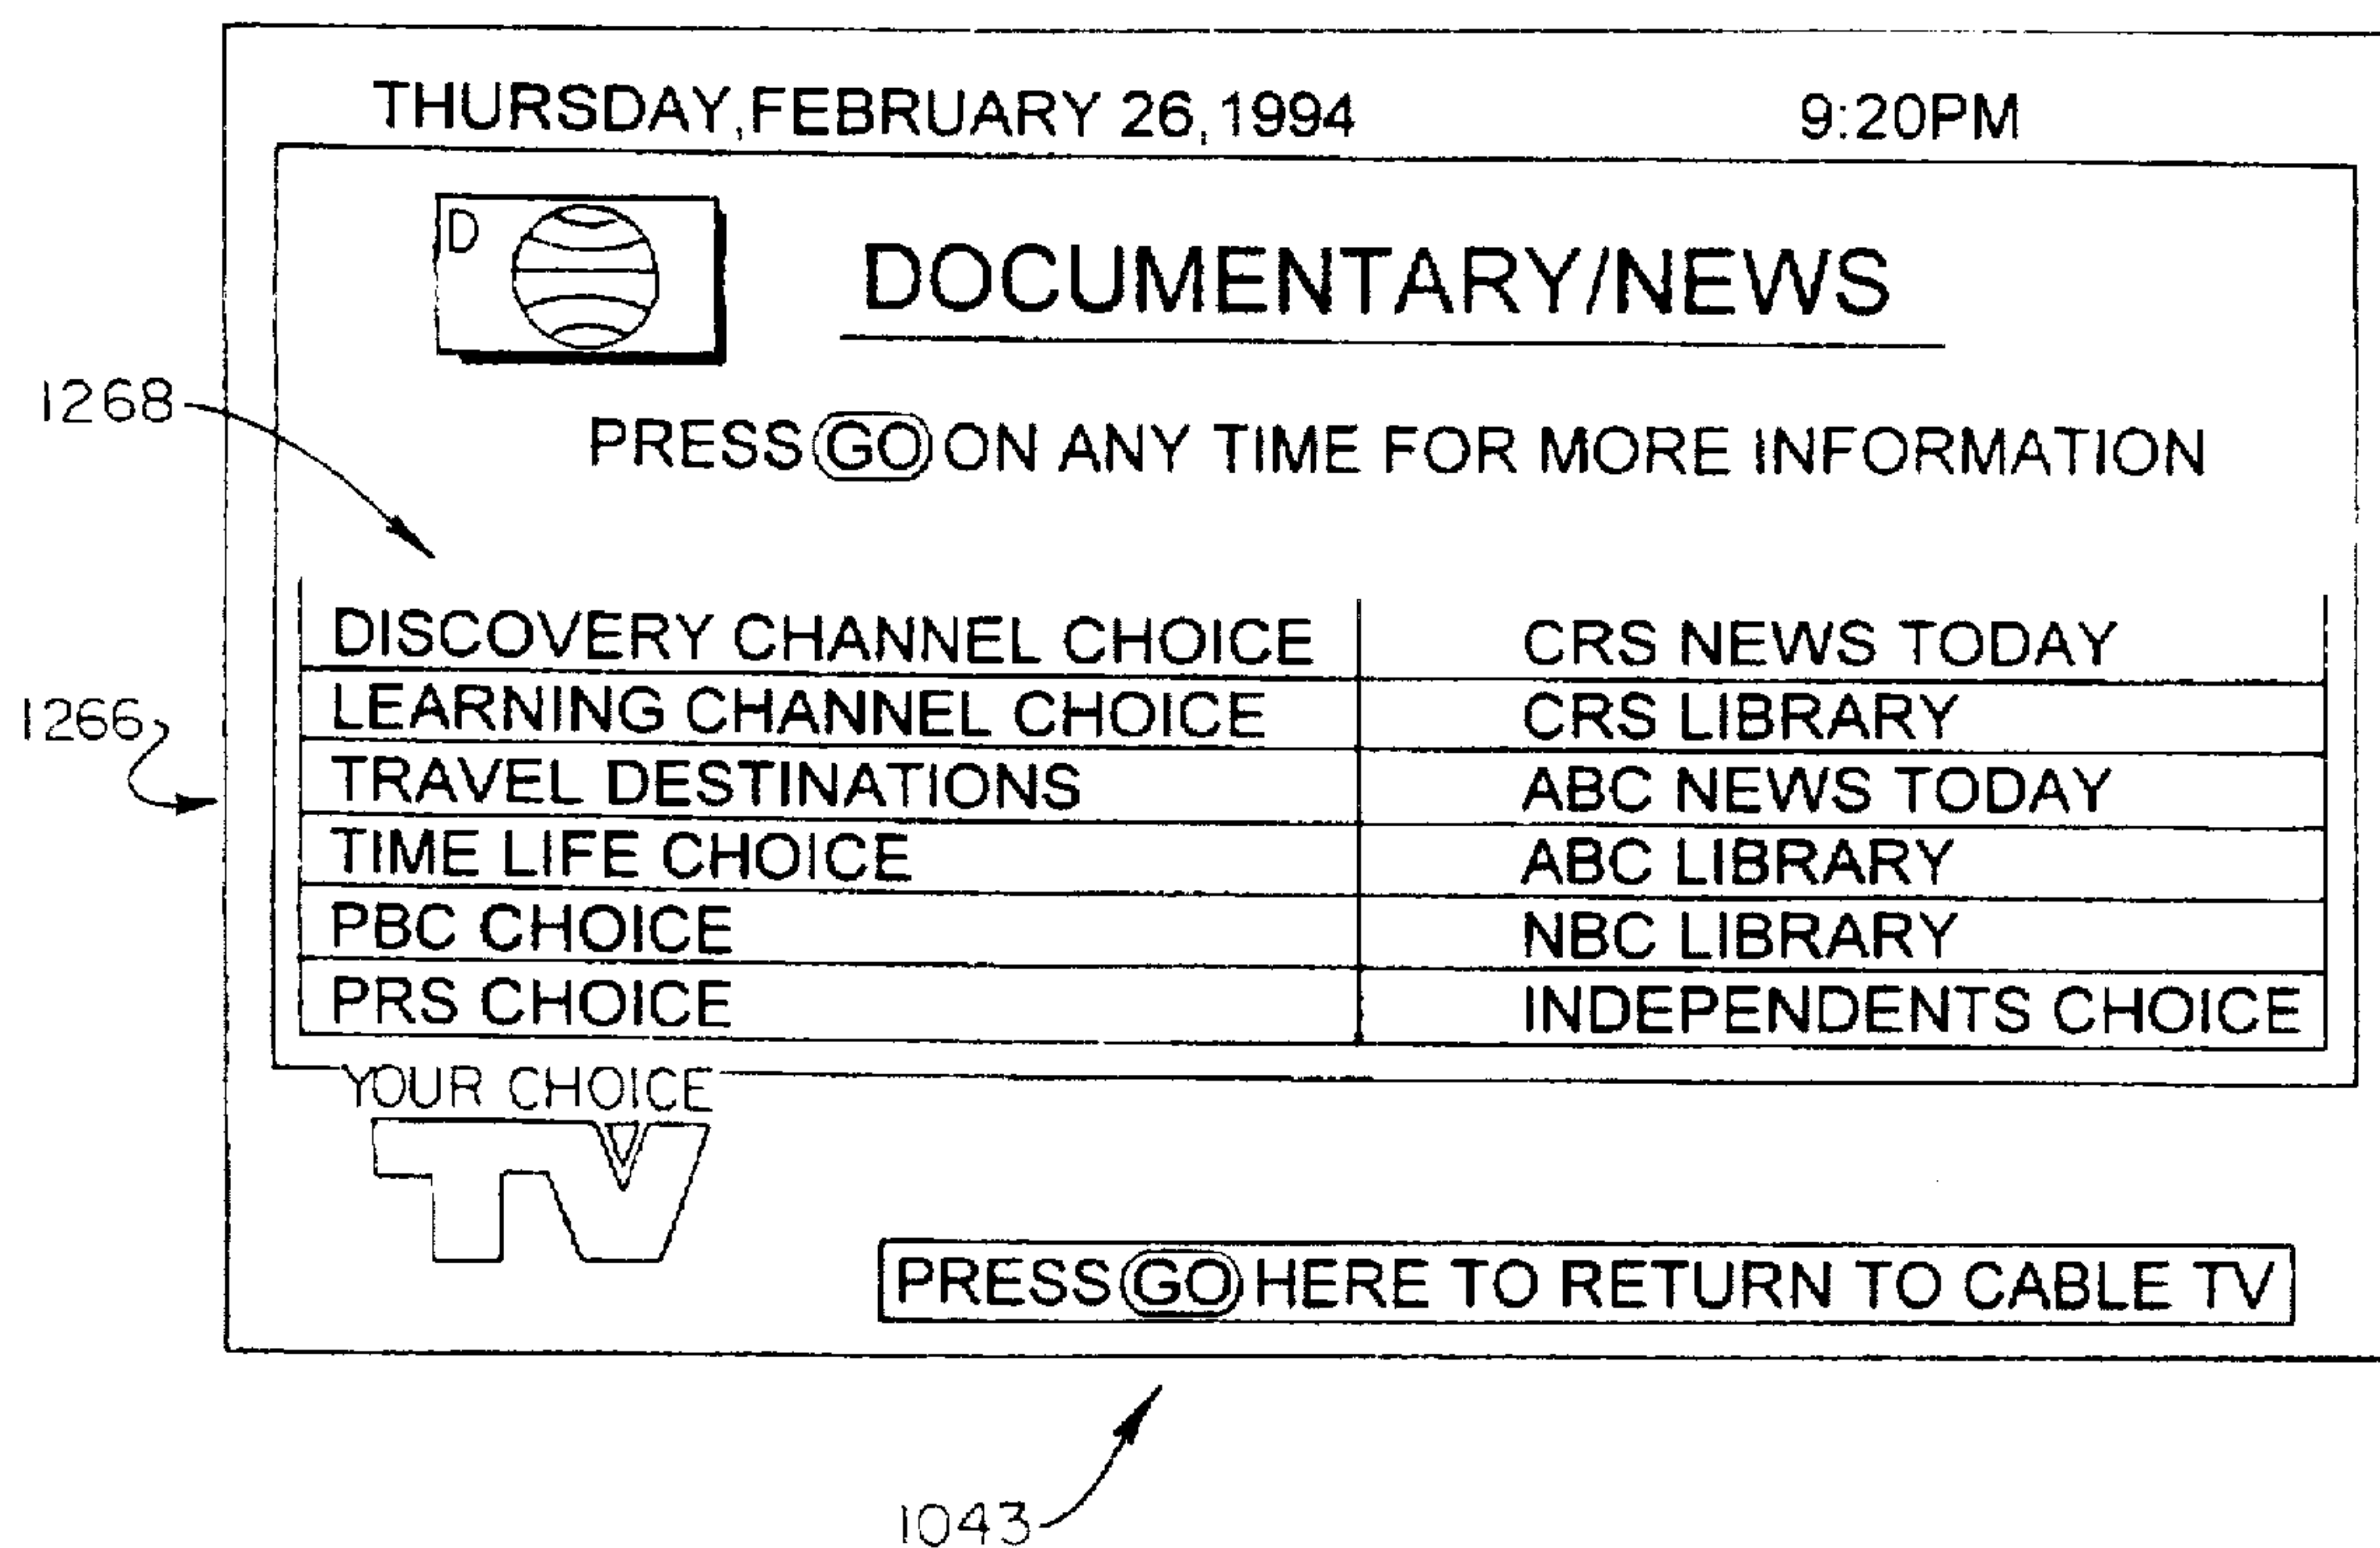 THURSDAY, FEBRUARY 26, 1994 9:20PM
D
DOCUMENTARY/NEWS
1268
PRESS GO ON ANY TIME FOR MORE INFORMATION
DISCOVERY CHANNEL CHOICE CRS NEWS TODAY
1266
LEARNING CHANNEL CHOICE CRS LIBRARY
TRAVEL DESTINATIONS ABC NEWS TODAY
TIME LIFE CHOICE ABC LIBRARY
PBC CHOICE NBC LIBRARY
PRS CHOICE INDEPENDENTS CHOICE
YOUR CHOICE
TV
PRESS GO HERE TO RETURN TO CABLE TV
1043